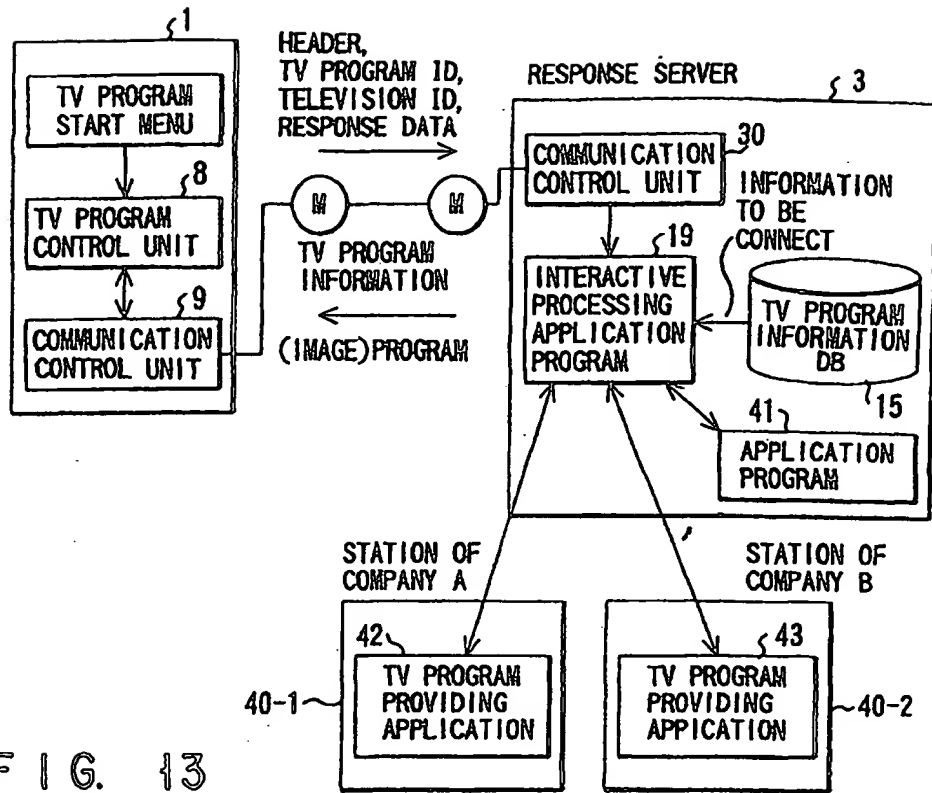 1
TV PROGRAM
START MENU
8
TV PROGRAM
CONTROL UNIT
9
COMMUNICATION
CONTROL UNIT
HEADER,
TV PROGRAM ID,
TELEVISION ID,
RESPONSE DATA
M
M
TV PROGRAM
INFORMATION
(IMAGE)PROGRAM
RESPONSE SERVER
3
30
COMMUNICATION
CONTROL UNIT
INFORMATION
TO BE
CONNECT
19
INTERACTIVE
PROCESSING
APPLICATION
PROGRAM
TV PROGRAM
INFORMATION
DB
15
41
APPLICATION
PROGRAM
STATION OF
COMPANY A
42
TV PROGRAM
PROVIDING
APPLICATION
40-1
STATION OF
COMPANY B
43
TV PROGRAM
PROVIDING
APPICATION
40-2
FIG. 13